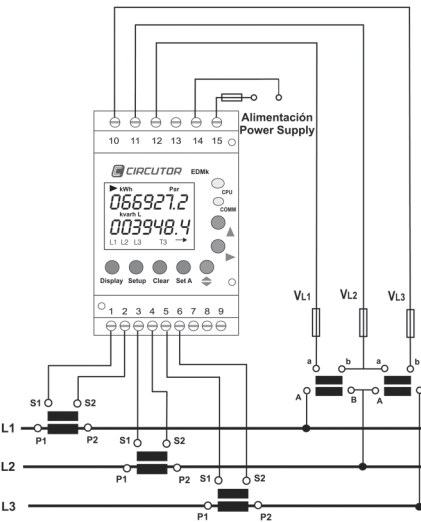 10 11 12 13 14 15
Alimentación
Power Supply
CIRCUTOR EDMk
kWh Par
066927.2
kvarh L
003948.4
L1 L2 L3 T3
CPU
COMM
Display Setup Clear Set A
1 2 3 4 5 6 7 8 9
VL1 VL2 VL3
a b a b
A B A
S1 S2
L1 P1 P2
S1 S2
L2 P1 P2
S1 S2
L3 P1 P2